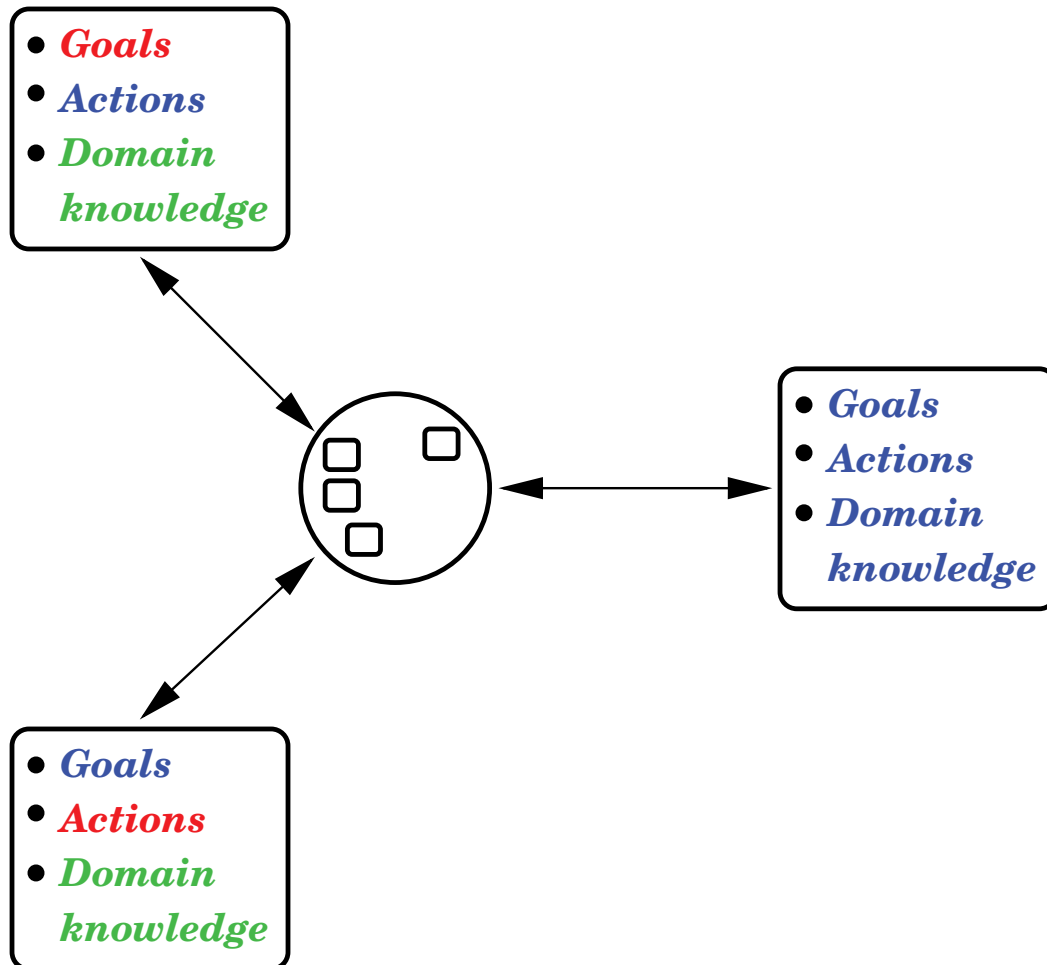 • Goals
• Actions
• Domain
knowledge
• Goals
• Actions
• Domain
knowledge
• Goals
• Actions
• Domain
knowledge